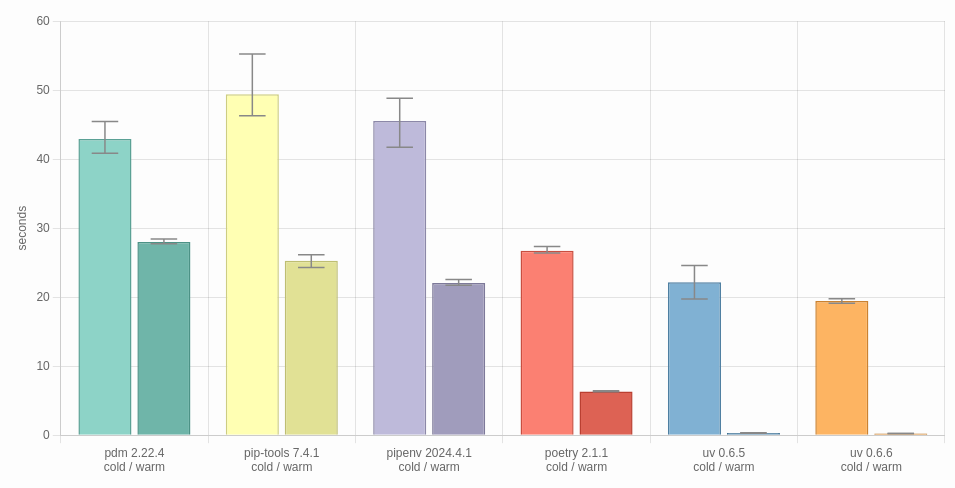 60
50
40
30
20
10
0
seconds
pdm 2.22.4
cold / warm
pip-tools 7.4.1
cold / warm
pipenv 2024.4.1
cold / warm
poetry 2.1.1
cold / warm
uv 0.6.5
cold / warm
uv 0.6.6
cold / warm